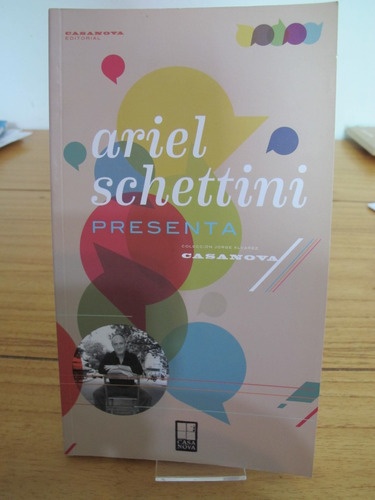 CASANOVA
EDITORIAL
ariel
schettini
PRESENTA
COLECCIÓN JORGE ÁLVAREZ
CASANOVA
CASA
NOVA